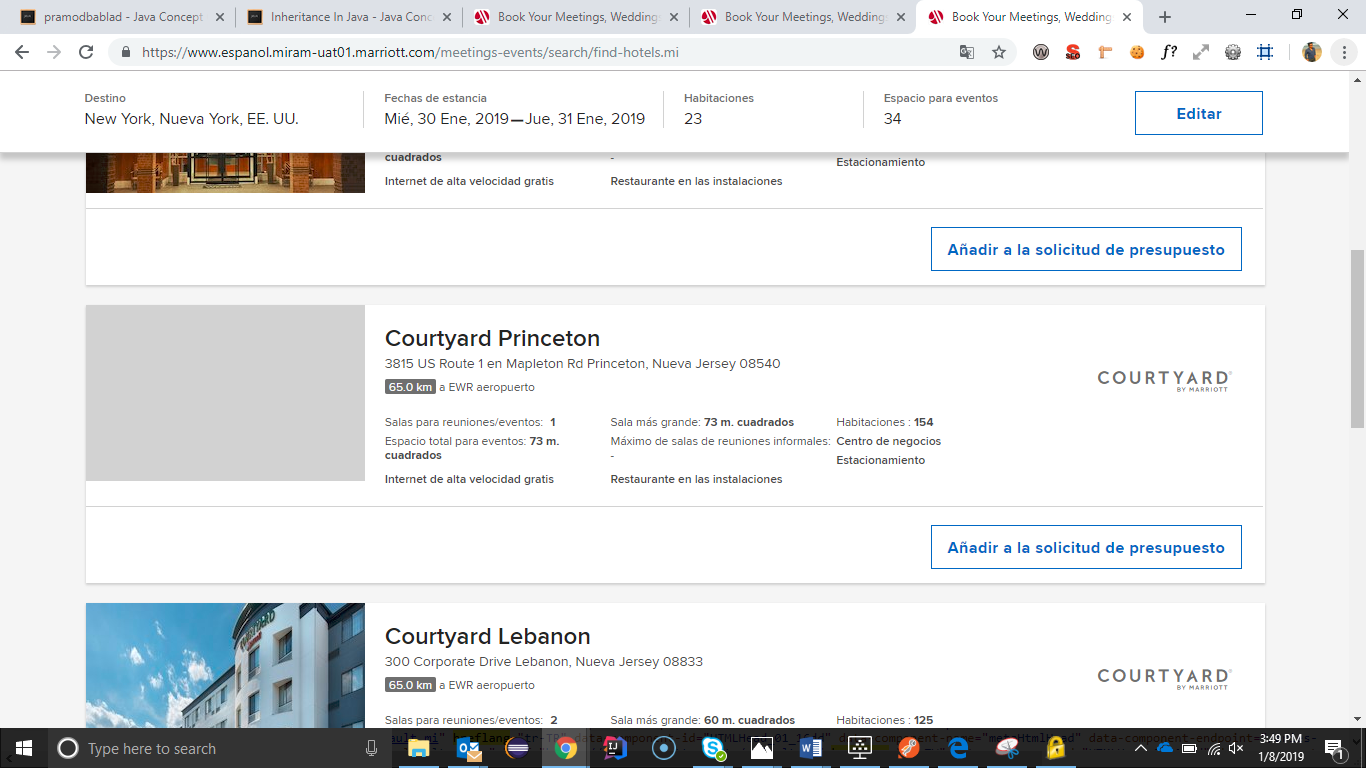 pramodbablad - Java Concept
Inheritance In Java - Java Conc
Book Your Meetings, Wedding
Book Your Meetings, Wedding
Book Your Meetings, Wedding
https://www.espanol.miram-uat01.marriott.com/meetings-events/search/find-hotels.mi
Destino Fechas de estancia Habitaciones Espacio para eventos
New York, Nueva York, EE. UU. Mié, 30 Ene, 2019—Jue, 31 Ene, 2019 23 34 Editar
cuadrados - Estacionamiento
Internet de alta velocidad gratis Restaurante en las instalaciones
Añadir a la solicitud de presupuesto
Courtyard Princeton
3815 US Route 1 en Mapleton Rd Princeton, Nueva Jersey 08540
65.0 km a EWR aeropuerto
COURTYARD
BY MARRIOTT
Salas para reuniones/eventos: 1 Sala más grande: 73 m. cuadrados Habitaciones : 154
Espacio total para eventos: 73 m. Máximo de salas de reuniones informales: Centro de negocios
cuadrados - Estacionamiento
Internet de alta velocidad gratis Restaurante en las instalaciones
Añadir a la solicitud de presupuesto
Courtyard Lebanon
300 Corporate Drive Lebanon, Nueva Jersey 08833
65.0 km a EWR aeropuerto
COURTYARD
BY MARRIOTT
Salas para reuniones/eventos: 2 Sala más grande: 60 m. cuadrados Habitaciones : 125
Type here to search
3:49 PM
1/8/2019